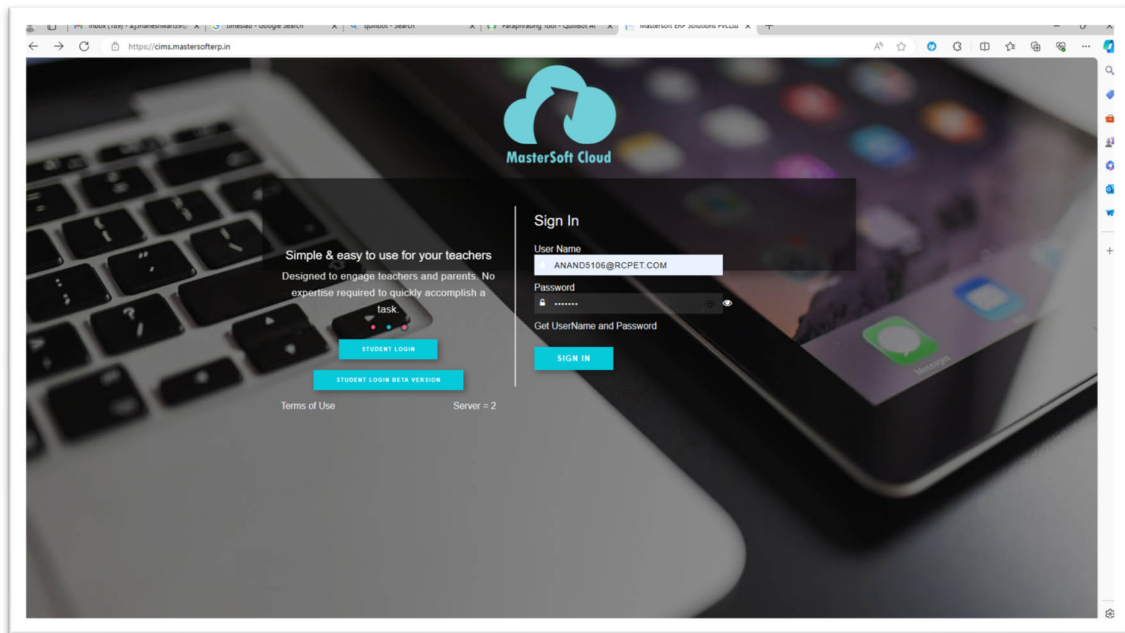 https://cims.mastersofterp.in
MasterSoft Cloud
Simple & easy to use for your teachers
Designed to engage teachers and parents. No
expertise required to quickly accomplish a
task.
STUDENT LOGIN
STUDENT LOGIN BETA VERSION
Terms of Use
Server = 2
Sign In
User Name
ANAND5106@RCPET.COM
Password
•••••••
Get UserName and Password
SIGN IN
Messages